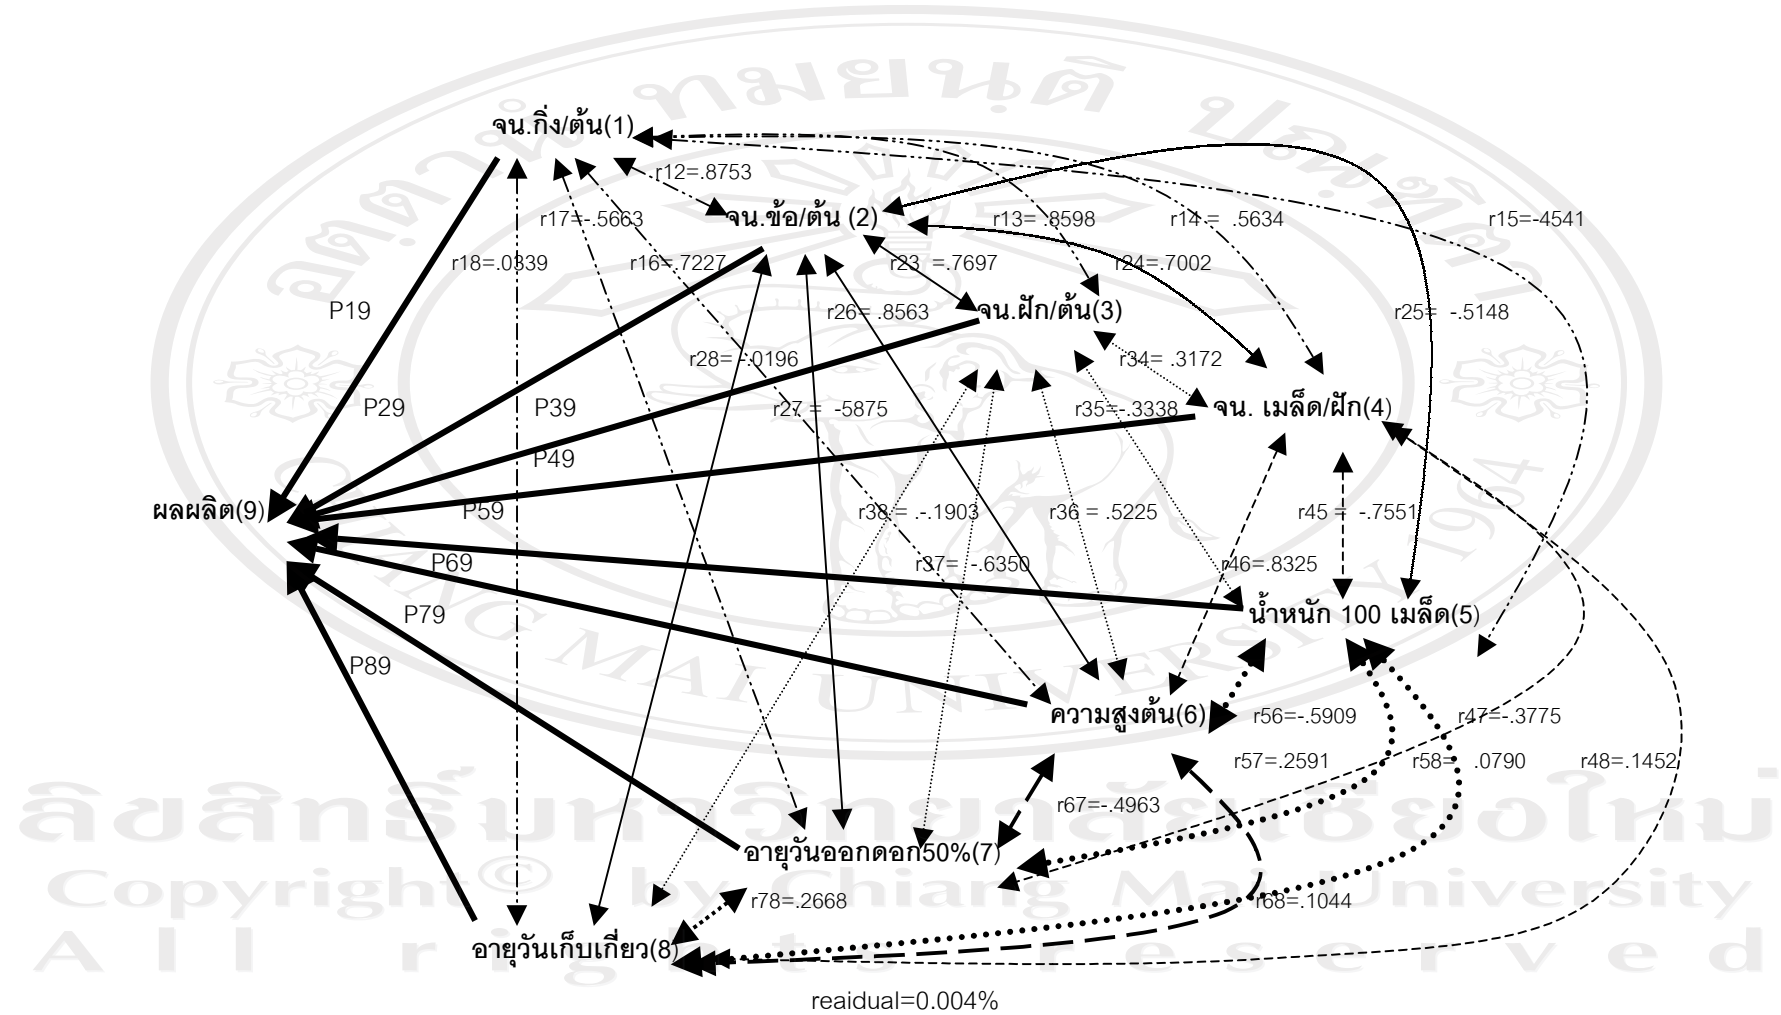 จน.กิ่ง/ต้น(1)
r12=.8753
r17=-.5663
จน.ข้อ/ต้น (2)
r13= .8598
r14 = .5634
r15=-4541
r18=.0339
r16=.7227
r23 =.7697
r24=.7002
P19
r26= .8563
จน.ฝัก/ต้น(3)
r25= -.5148
r28= -.0196
r34= .3172
P29
P39
r27 = -5875
r35=-.3338
จน. เมล็ด/ฝัก(4)
P49
ผลผลิต(9)
P59
r38 = .-.1903
r36 = .5225
r45 = -.7551
P69
r37= -.6350
r46=.8325
P79
น้ำหนัก 100 เมล็ด(5)
P89
ความสูงต้น(6)
r56=-.5909
r47=-.3775
r57=.2591
r58= .0790
r48=.1452
r67=-.4963
อายุวันออกดอก50%(7)
r78=.2668
r68=.1044
อายุวันเก็บเกี่ยว(8)
reaidual=0.004%
ลิขสิทธิ์มหาวิทยาลัยเชียงใหม่
Copyright© by Chiang Mai University
All rights reserved
CHIANG MAI UNIVERSITY 1964